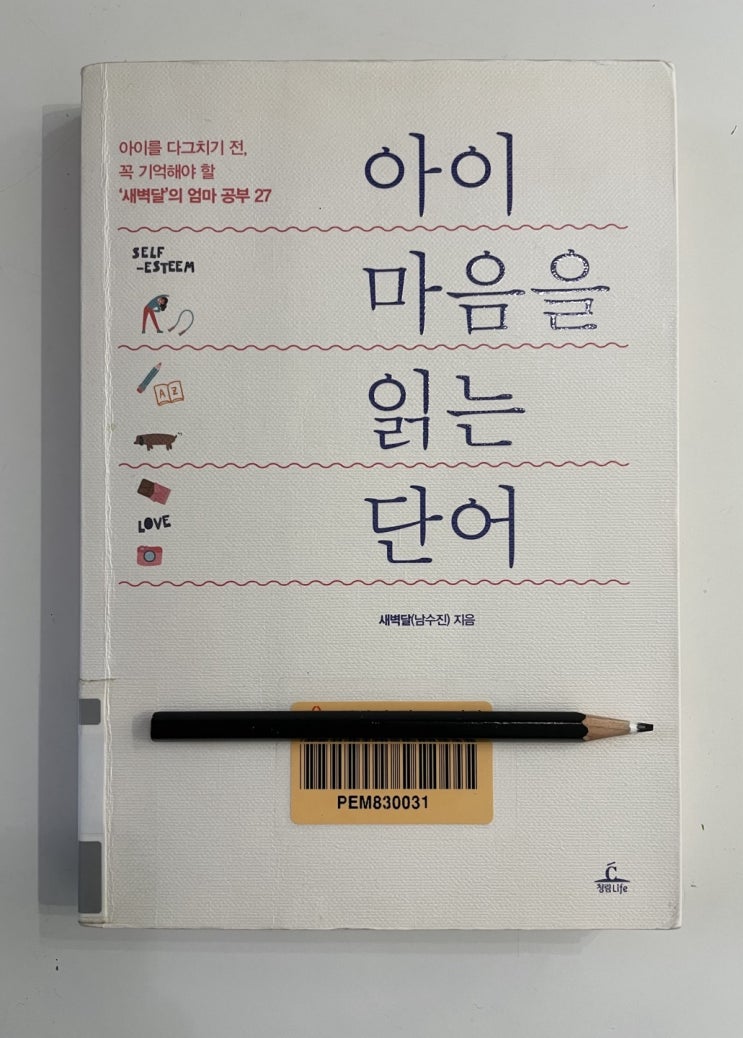 아이를 다그치기 전,
꼭 기억해야 할
'새벽달'의 엄마 공부 27
아이
마음을
읽는
단어
SELF
-ESTEEM
A Z
LOVE
새벽달(남수진) 지음
PEM830031
청림Life